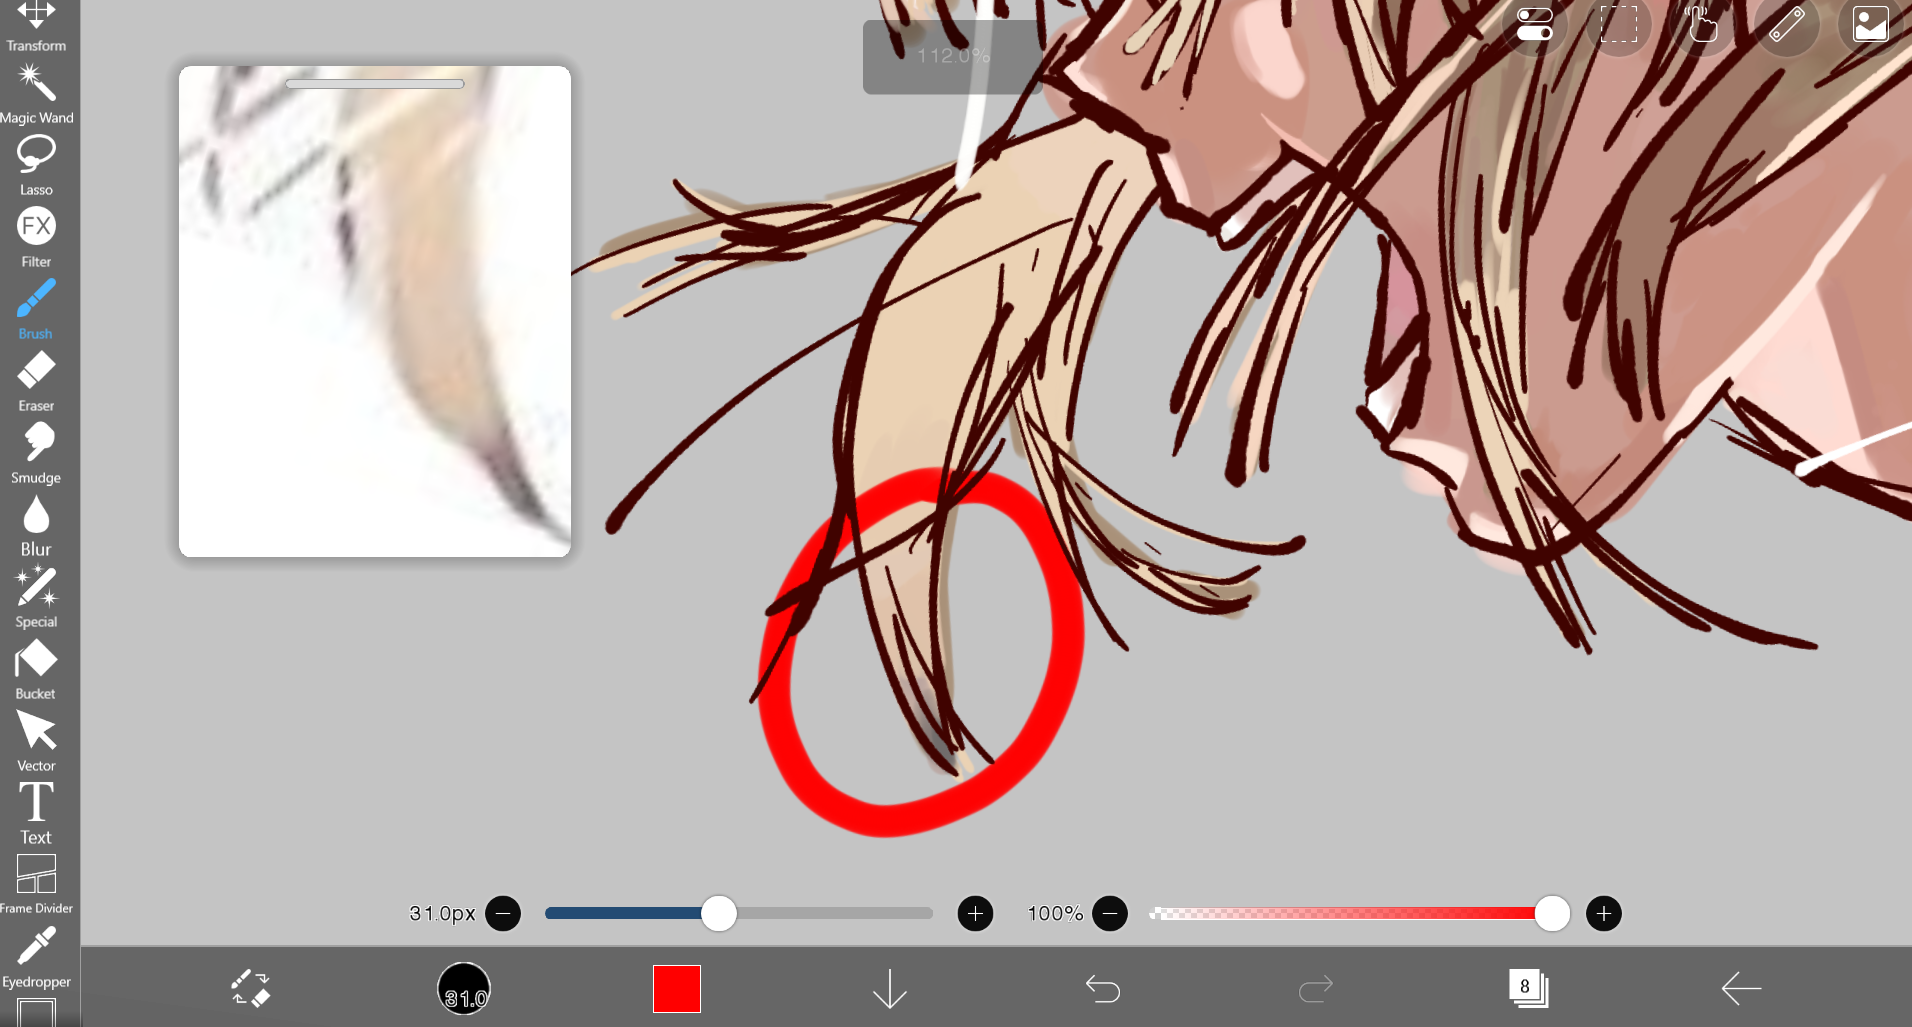 Transform
112.0%
Magic Wand
Lasso
FX
Filter
Brush
Eraser
Smudge
Blur
Special
Bucket
Vector
T
Text
Frame Divider
31.0px
100%
Eyedropper
31.0
8